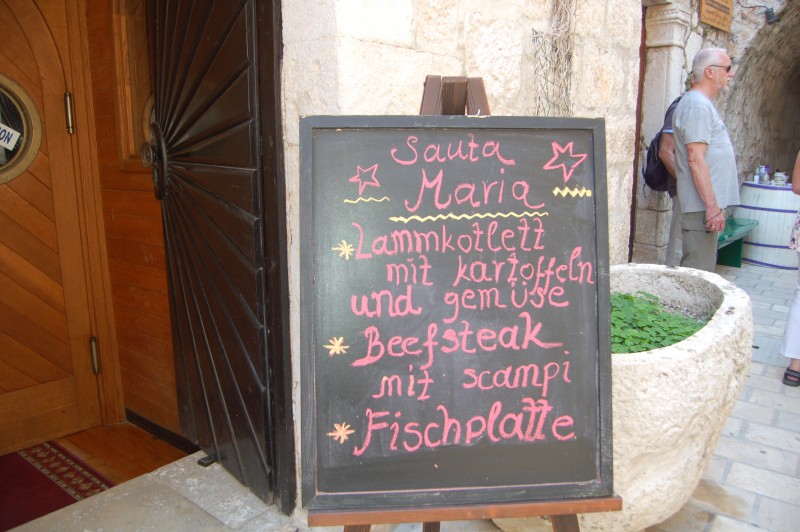 Sauta
Maria
Lammkotlett
mit kartoffeln
und gemüse
Beefsteak
mit scampi
Fischplatte